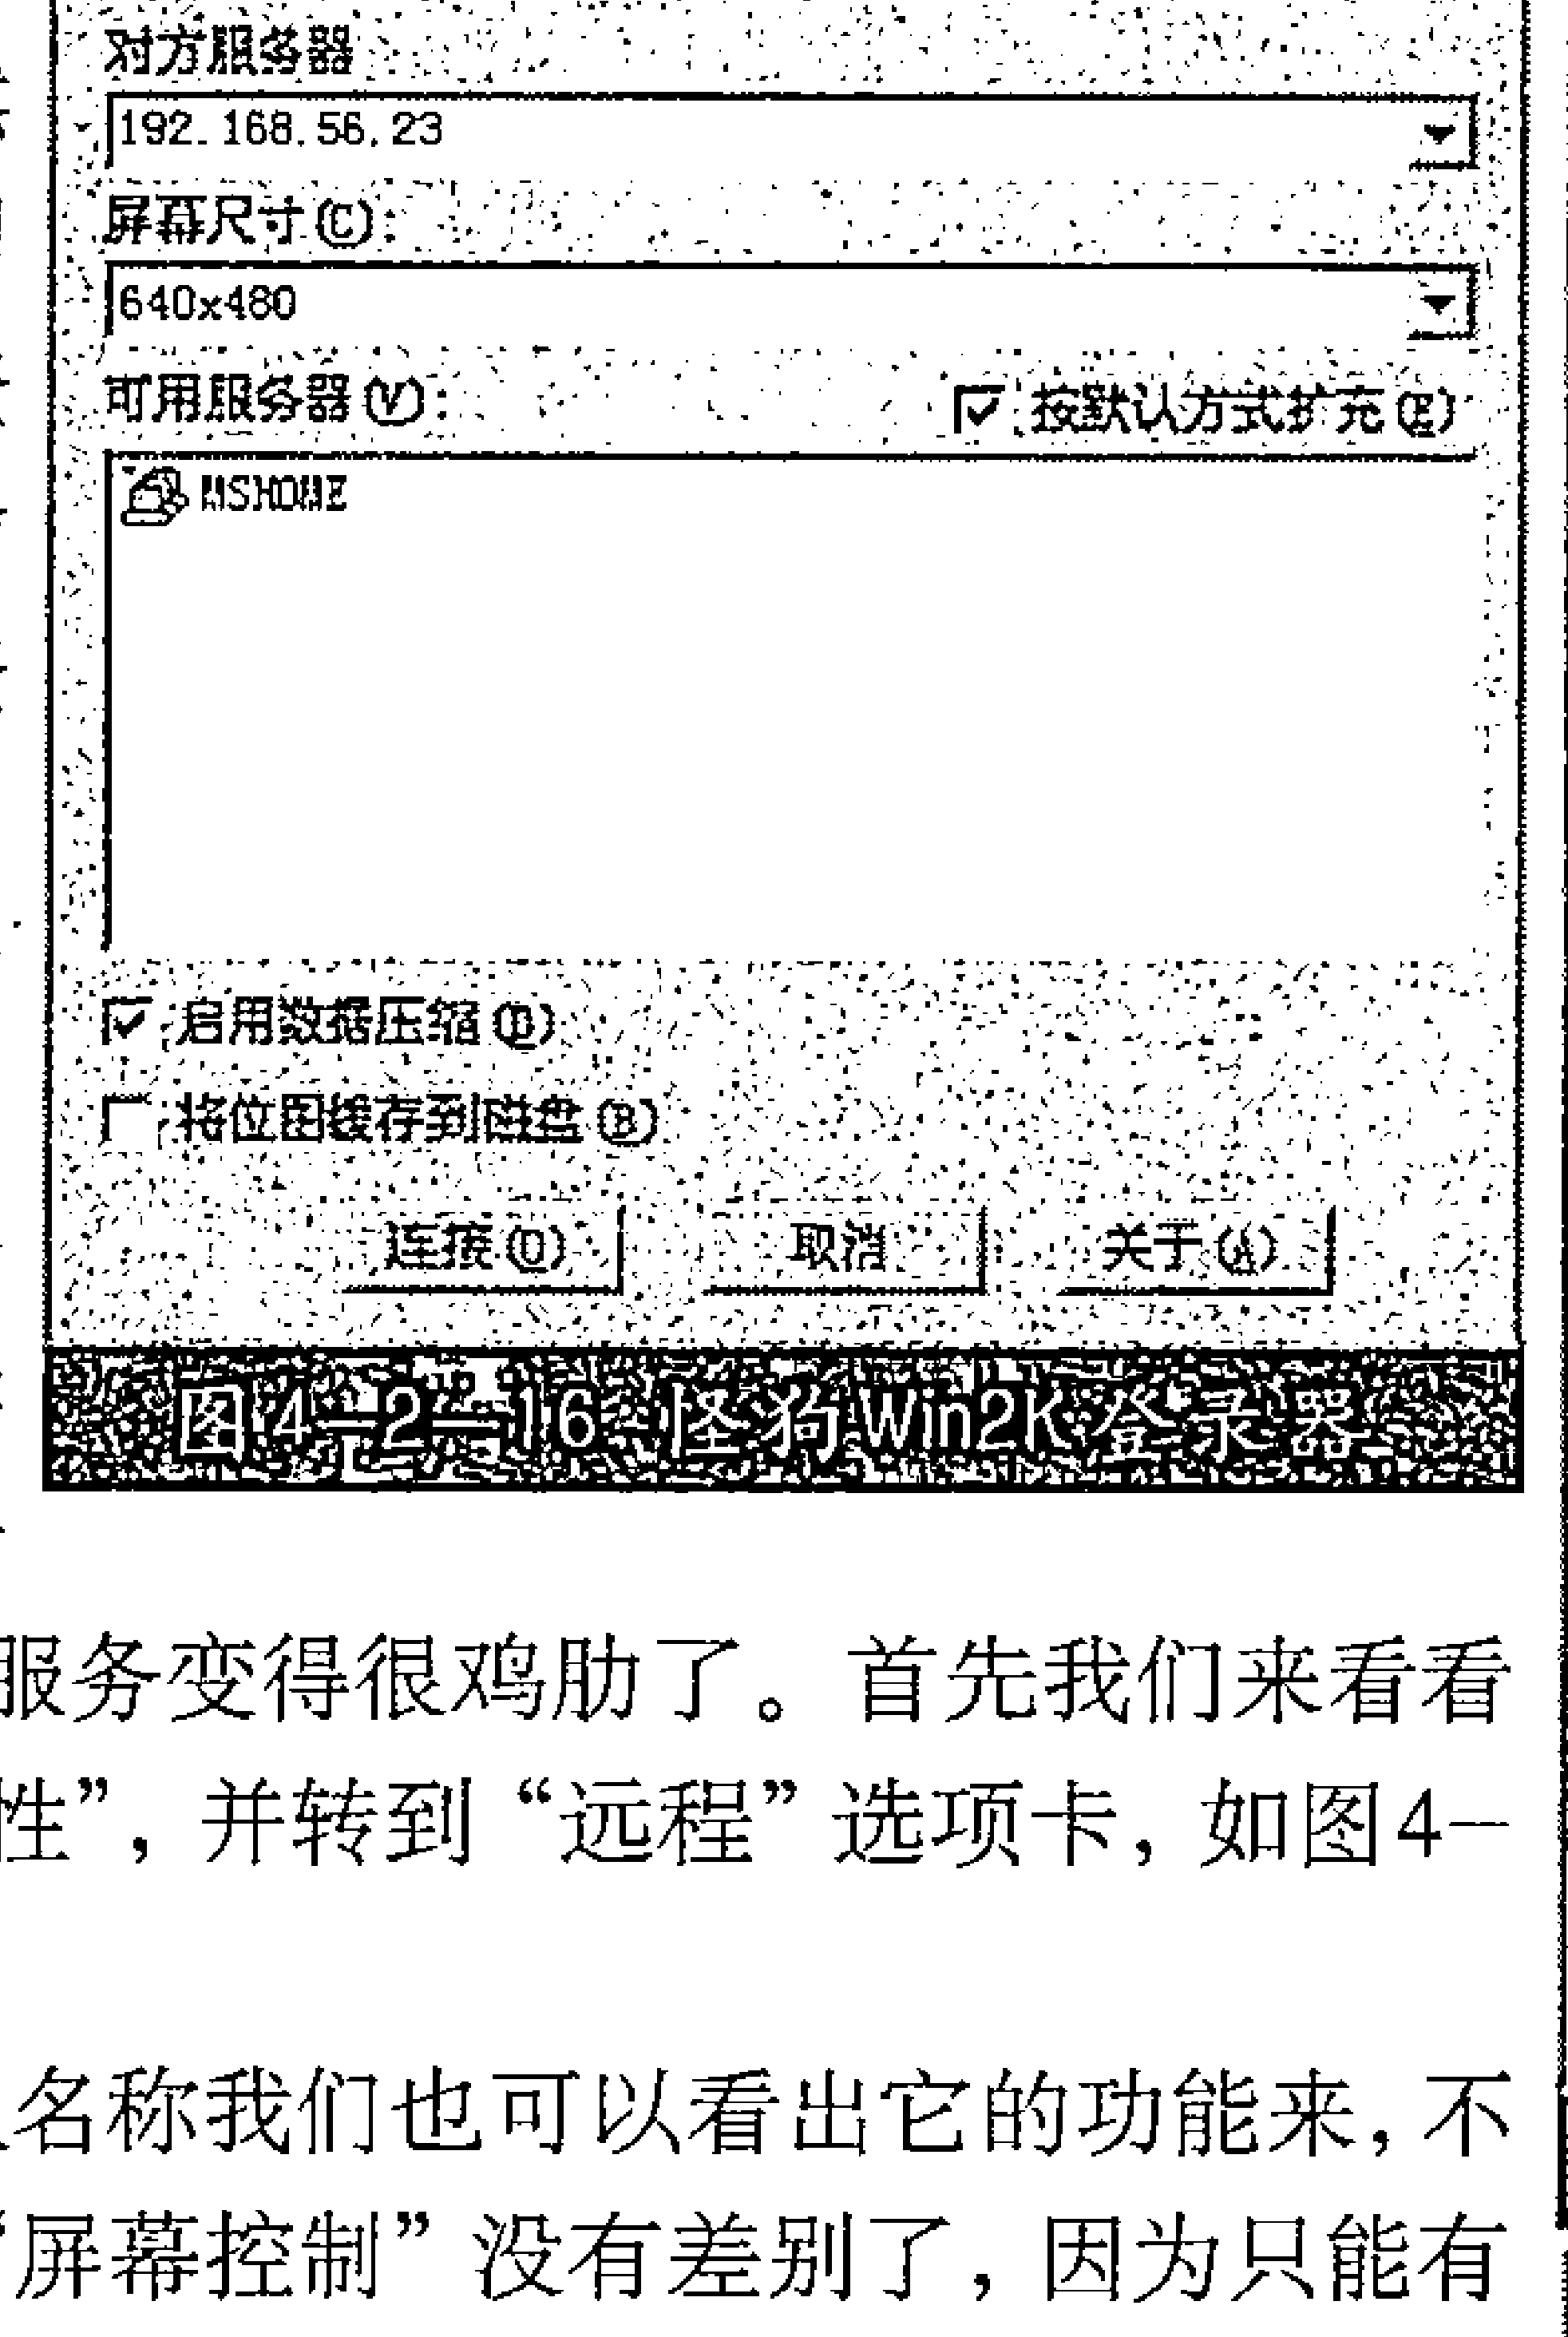 对方服务器
192.168.56.23
屏幕尺寸(C):
640x480
可用服务器(V):
按默认方式扩充(E)
MSHOME
启用数据压缩(D)
将位图缓存到磁盘(B)
连接(O) 取消 关于(A)
图4-2-16 怪狗Win2K登录器
服务变得很鸡肋了。首先我们来看看
性”，并转到“远程”选项卡，如图4-
名称我们也可以看出它的功能来，不
“屏幕控制”没有差别了，因为只能有